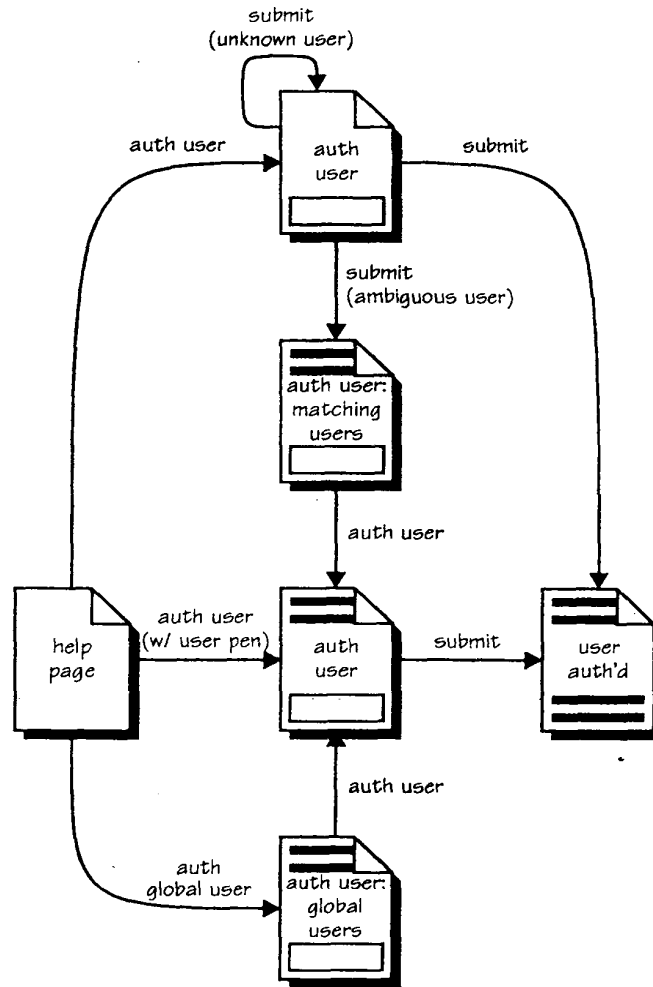 submit
(unknown user)
auth user
auth
user
submit
submit
(ambiguous user)
auth user:
matching
users
auth user
help
page
auth user
(w/ user pen)
auth
user
submit
user
auth'd
auth user
auth
global user
auth user:
global
users